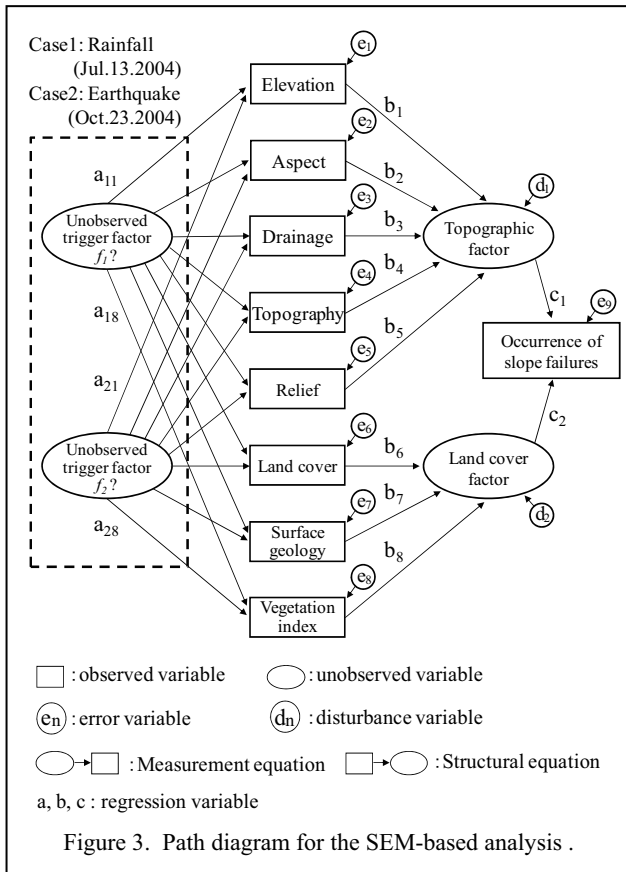 Case1: Rainfall
(Jul.13.2004)
Case2: Earthquake
(Oct.23.2004)
Unobserved
trigger factor
f₁?
Unobserved
trigger factor
f₂?
a₁₁
a₁₈
a₂₁
a₂₈
Elevation
e₁
Aspect
e₂
Drainage
e₃
Topography
e₄
Relief
e₅
Land cover
e₆
Surface
geology
e₇
Vegetation
index
e₈
b₁
b₂
b₃
b₄
b₅
b₆
b₇
b₈
Topographic
factor
d₁
Land cover
factor
d₂
c₁
c₂
Occurrence of
slope failures
e₉
: observed variable
: unobserved variable
eₙ : error variable
dₙ : disturbance variable
: Measurement equation
: Structural equation
a, b, c : regression variable
Figure 3. Path diagram for the SEM-based analysis .